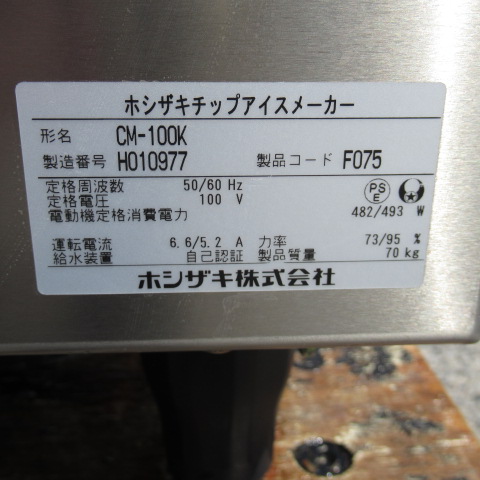 ホシザキチップアイスメーカー
形名 CM-100K
製造番号 H010977 製品コード F075
定格周波数 50/60 Hz
定格電圧 100 V
電動機定格消費電力 482/493 W
PS
E
運転電流 6.6/5.2 A 力率 73/95 %
給水装置 自己認証 製品質量 70 kg
ホシザキ株式会社